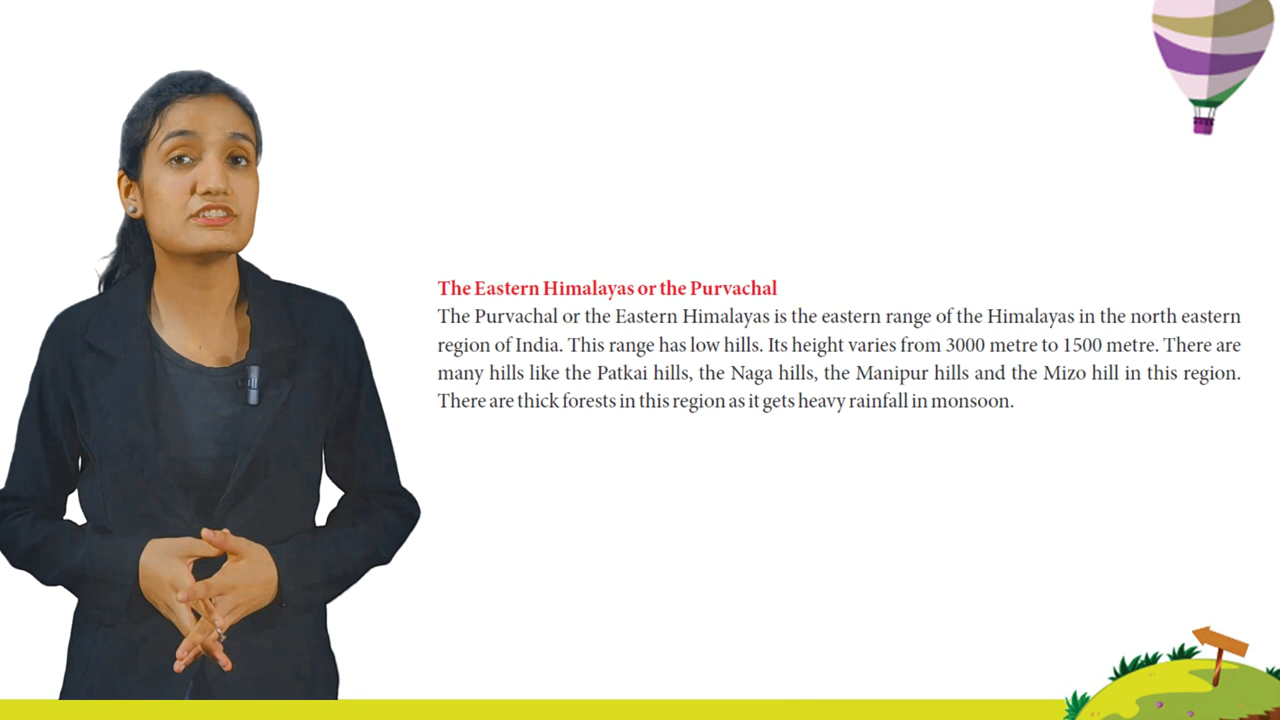 The Eastern Himalayas or the Purvachal
The Purvachal or the Eastern Himalayas is the eastern range of the Himalayas in the north eastern
region of India. This range has low hills. Its height varies from 3000 metre to 1500 metre. There are
many hills like the Patkai hills, the Naga hills, the Manipur hills and the Mizo hill in this region.
There are thick forests in this region as it gets heavy rainfall in monsoon.